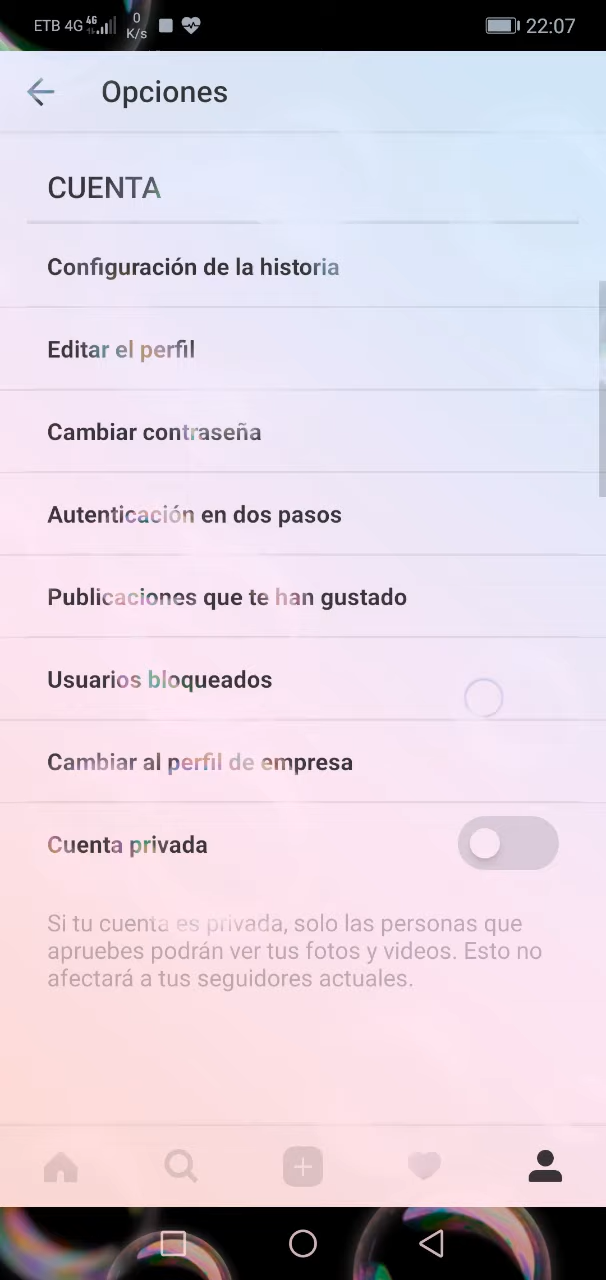 ETB 4G 4G 0 K/s 22:07
Opciones
CUENTA
Configuración de la historia
Editar el perfil
Cambiar contraseña
Autenticación en dos pasos
Publicaciones que te han gustado
Usuarios bloqueados
Cambiar al perfil de empresa
Cuenta privada
Si tu cuenta es privada, solo las personas que
apruebes podrán ver tus fotos y videos. Esto no
afectará a tus seguidores actuales.